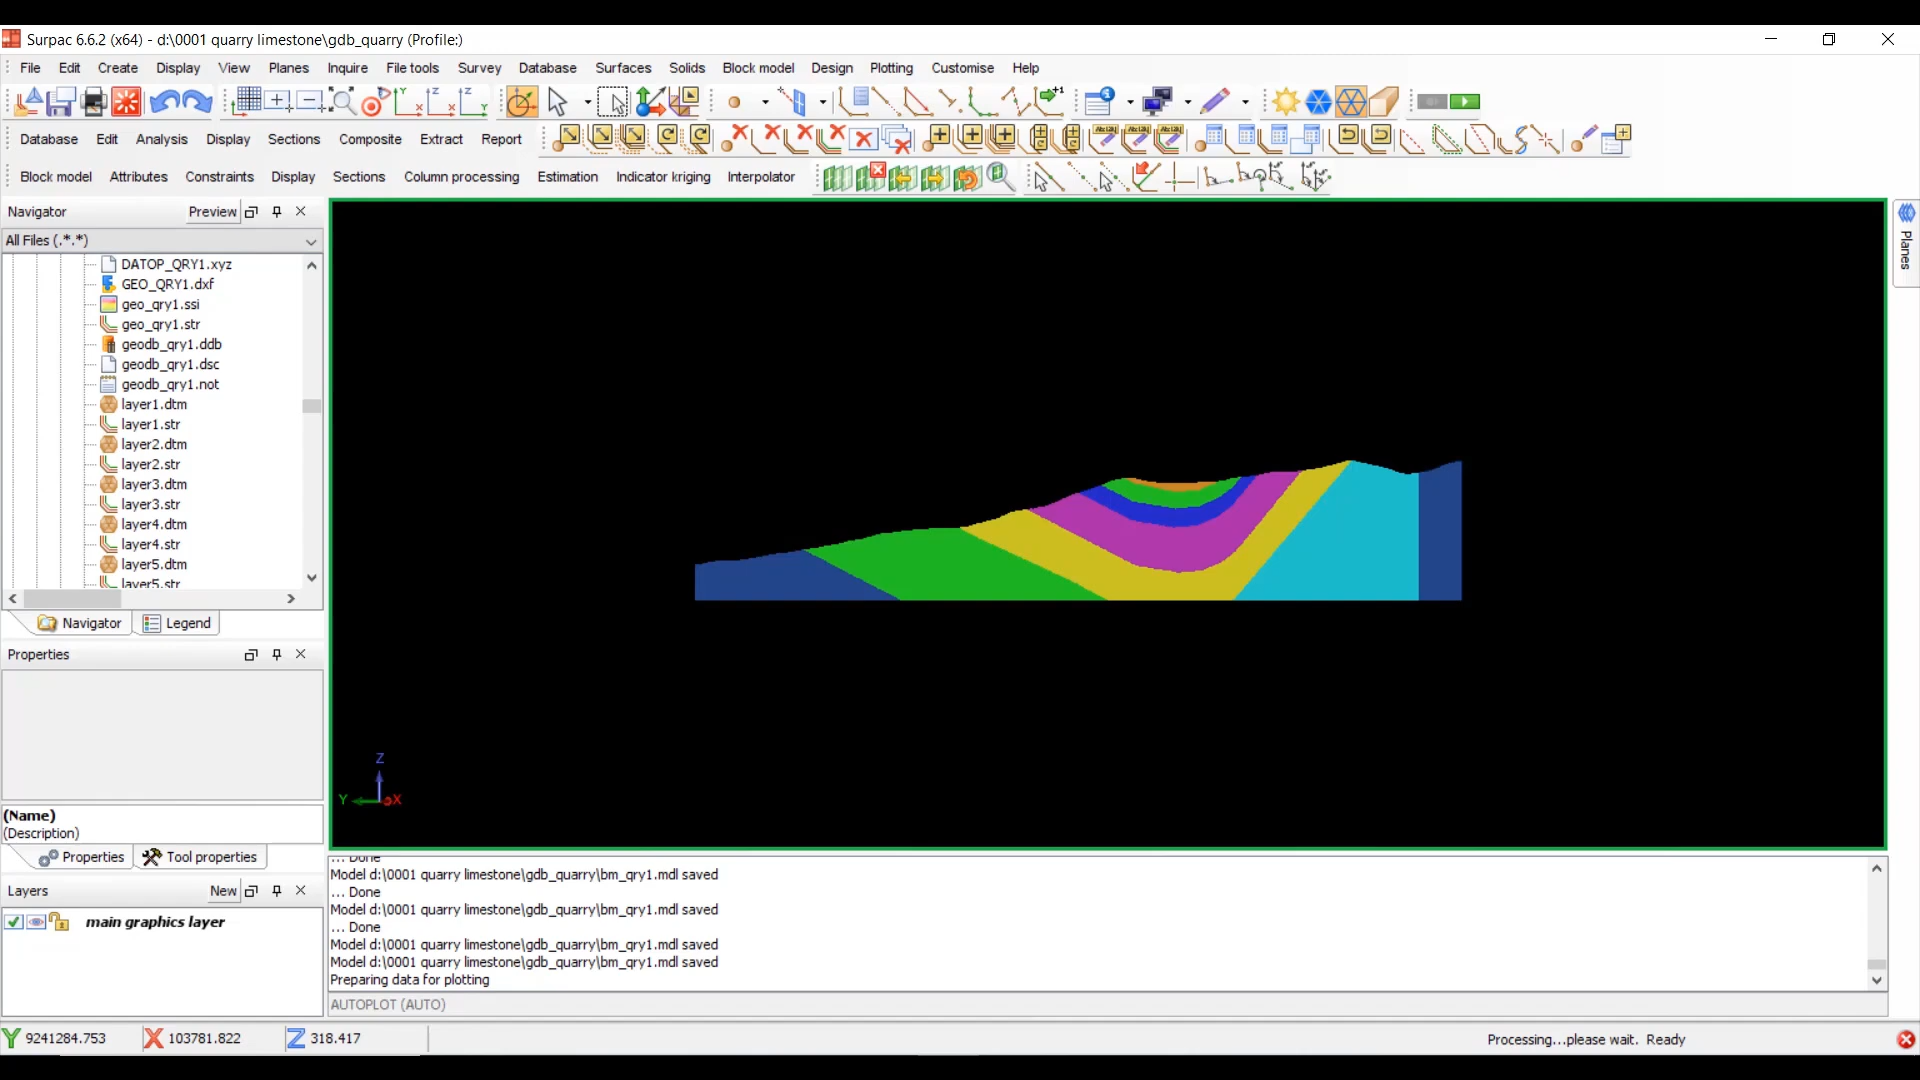 Surpac 6.6.2 (x64) - d:\0001 quarry limestone\gdb_quarry (Profile:)
File Edit Create Display View Planes Inquire File tools Survey Database Surfaces Solids Block model Design Plotting Customise Help
Database Edit Analysis Display Sections Composite Extract Report
Block model Attributes Constraints Display Sections Column processing Estimation Indicator kriging Interpolator
Navigator Preview
All Files (.*.*)
DATOP_QRY1.xyz
GEO_QRY1.dxf
geo_qry1.ssi
geo_qry1.str
geodb_qry1.ddb
geodb_qry1.dsc
geodb_qry1.not
layer1.dtm
layer1.str
layer2.dtm
layer2.str
layer3.dtm
layer3.str
layer4.dtm
layer4.str
layer5.dtm
layer5.str
Navigator Legend
Properties
(Name)
(Description)
Properties Tool properties
Layers New
main graphics layer
Planes
Z
Y X
... Done
Model d:\0001 quarry limestone\gdb_quarry\bm_qry1.mdl saved
... Done
Model d:\0001 quarry limestone\gdb_quarry\bm_qry1.mdl saved
... Done
Model d:\0001 quarry limestone\gdb_quarry\bm_qry1.mdl saved
Model d:\0001 quarry limestone\gdb_quarry\bm_qry1.mdl saved
Preparing data for plotting
AUTOPLOT (AUTO)
Y 9241284.753 X 103781.822 Z 318.417 Processing...please wait. Ready